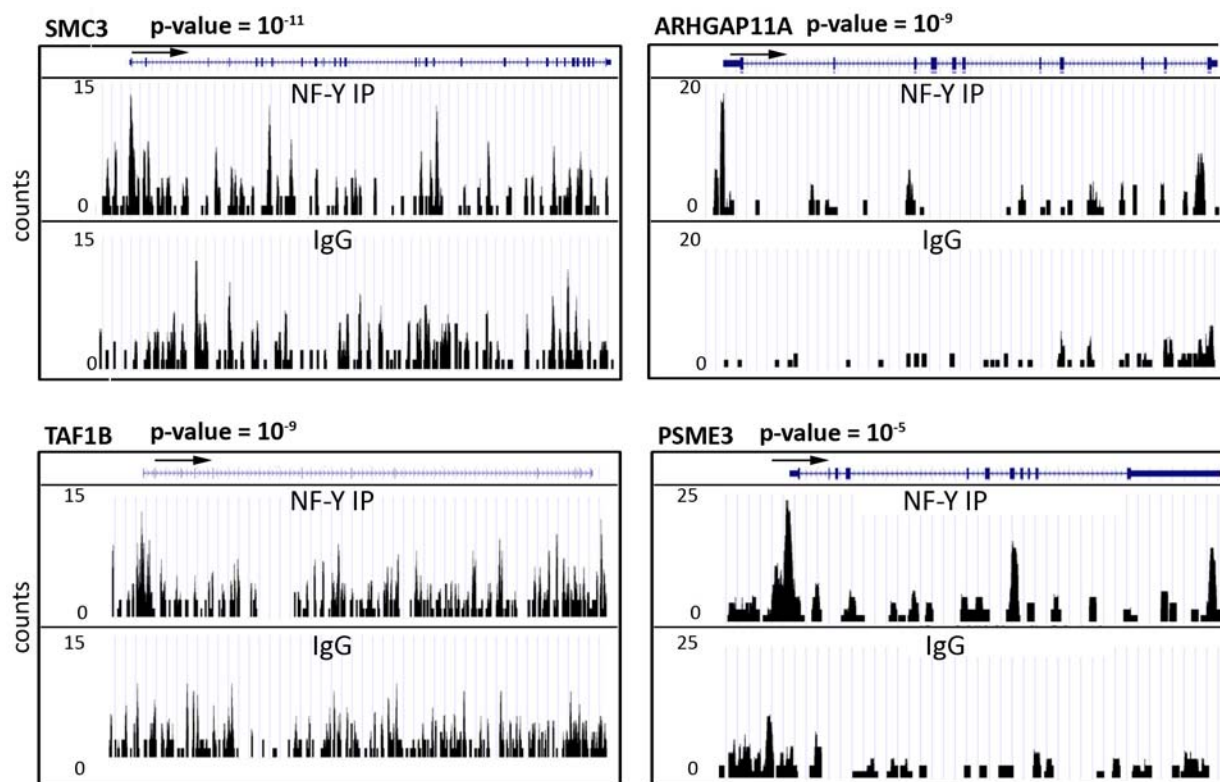 SMC3 p-value = 10⁻¹¹
15
NF-Y IP
0
counts
15
IgG
0
ARHGAP11A p-value = 10⁻⁹
20
NF-Y IP
0
20
IgG
0
TAF1B p-value = 10⁻⁹
15
NF-Y IP
0
counts
15
IgG
0
PSME3 p-value = 10⁻⁵
25
NF-Y IP
0
25
IgG
0